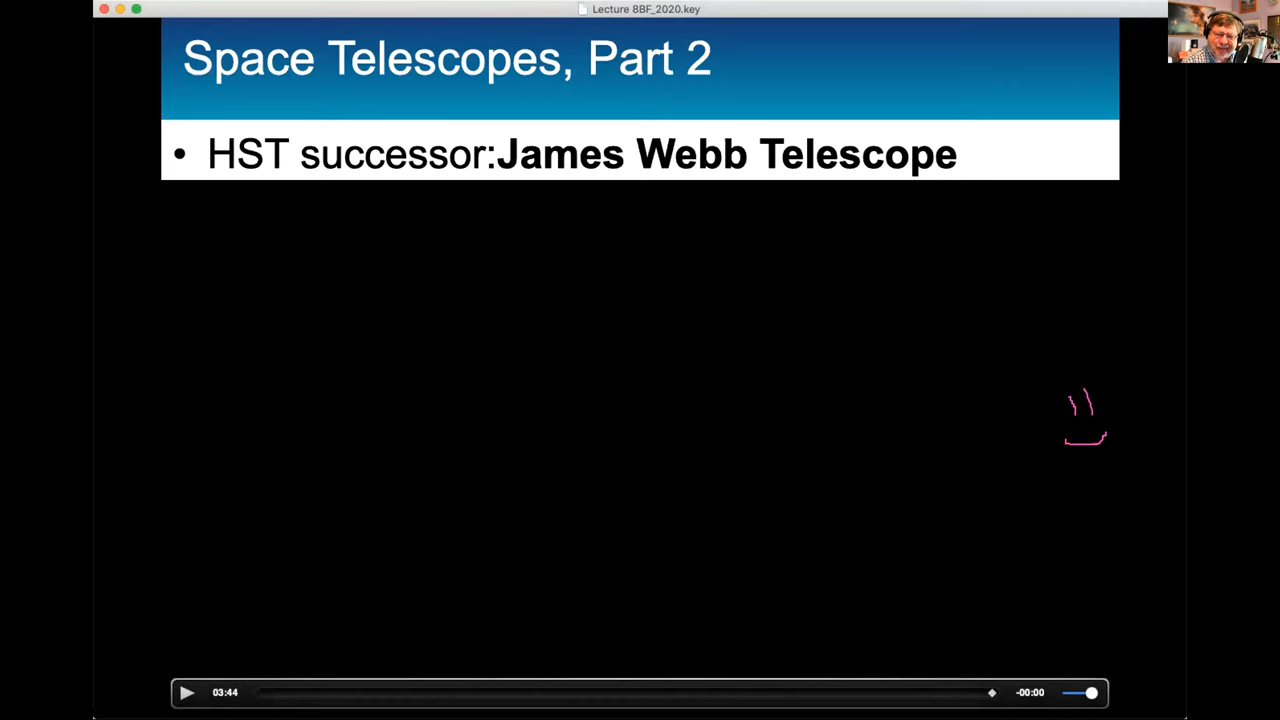 Lecture 8BF_2020.key
Space Telescopes, Part 2
• HST successor:James Webb Telescope
03:44 -00:00